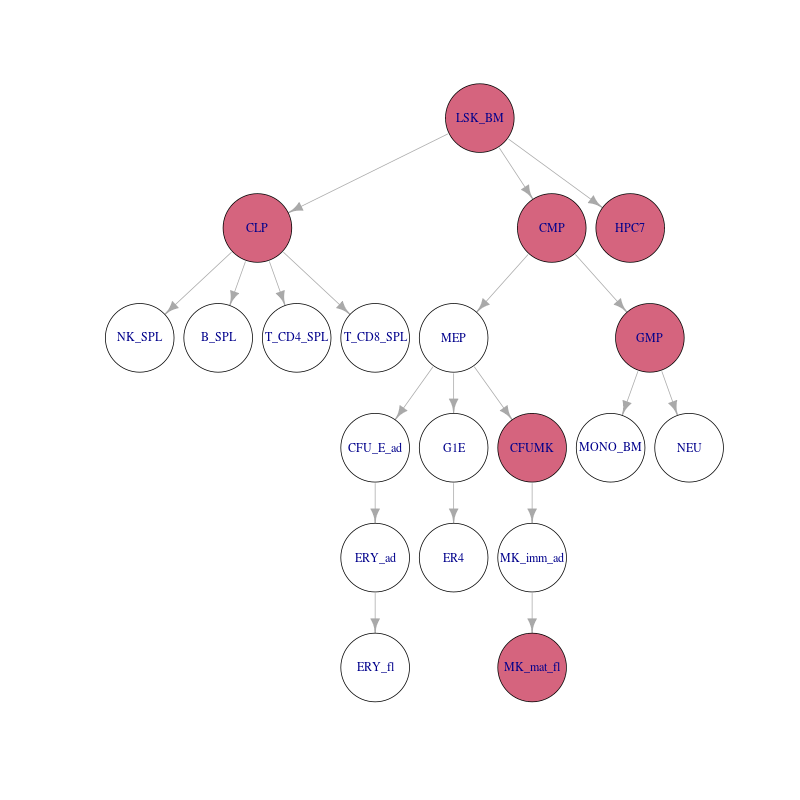 LSK_BM
CLP
CMP
HPC7
NK_SPL
B_SPL
T_CD4_SPL
T_CD8_SPL
MEP
GMP
CFU_E_ad
G1E
CFUMK
MONO_BM
NEU
ERY_ad
ER4
MK_imm_ad
ERY_fl
MK_mat_fl